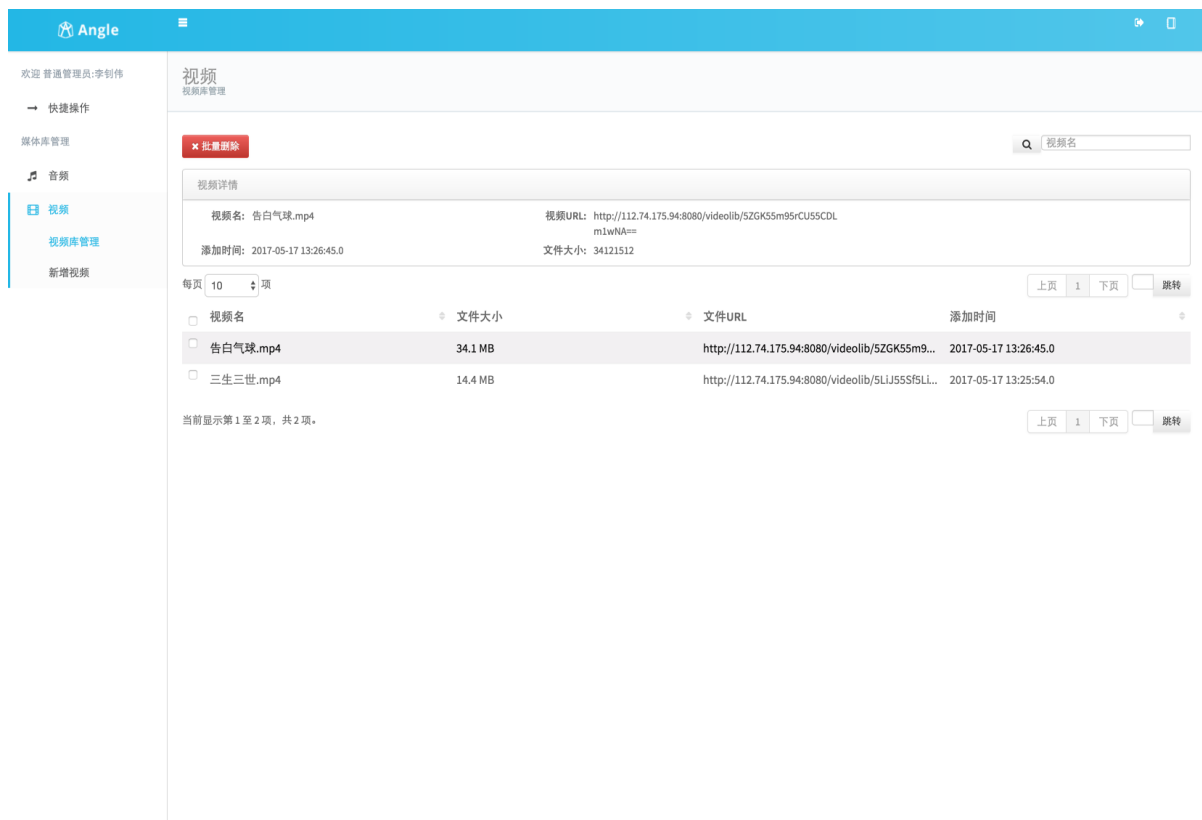 Angle
欢迎 普通管理员:李钊伟
快捷操作
媒体库管理
音频
视频
视频库管理
新增视频
视频
视频库管理
批量删除
视频名
视频详情
视频名: 告白气球.mp4 视频URL: http://112.74.175.94:8080/videolib/5ZGK55m95rCU55CDL
m1wNA==
添加时间: 2017-05-17 13:26:45.0 文件大小: 34121512
每页 10 项 上页 1 下页 跳转
视频名 文件大小 文件URL 添加时间
告白气球.mp4 34.1 MB http://112.74.175.94:8080/videolib/5ZGK55m9... 2017-05-17 13:26:45.0
三生三世.mp4 14.4 MB http://112.74.175.94:8080/videolib/5LiJ55Sf5Li... 2017-05-17 13:25:54.0
当前显示第 1 至 2 项，共 2 项。 上页 1 下页 跳转